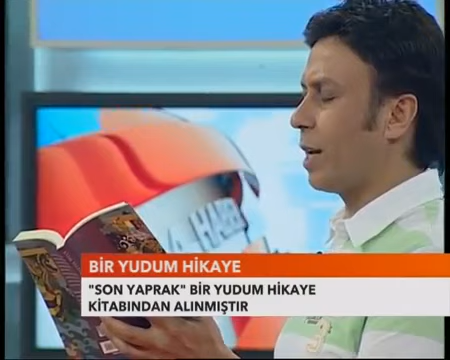 BİR YUDUM HİKAYE
"SON YAPRAK" BİR YUDUM HİKAYE
KİTABINDAN ALINMIŞTIR